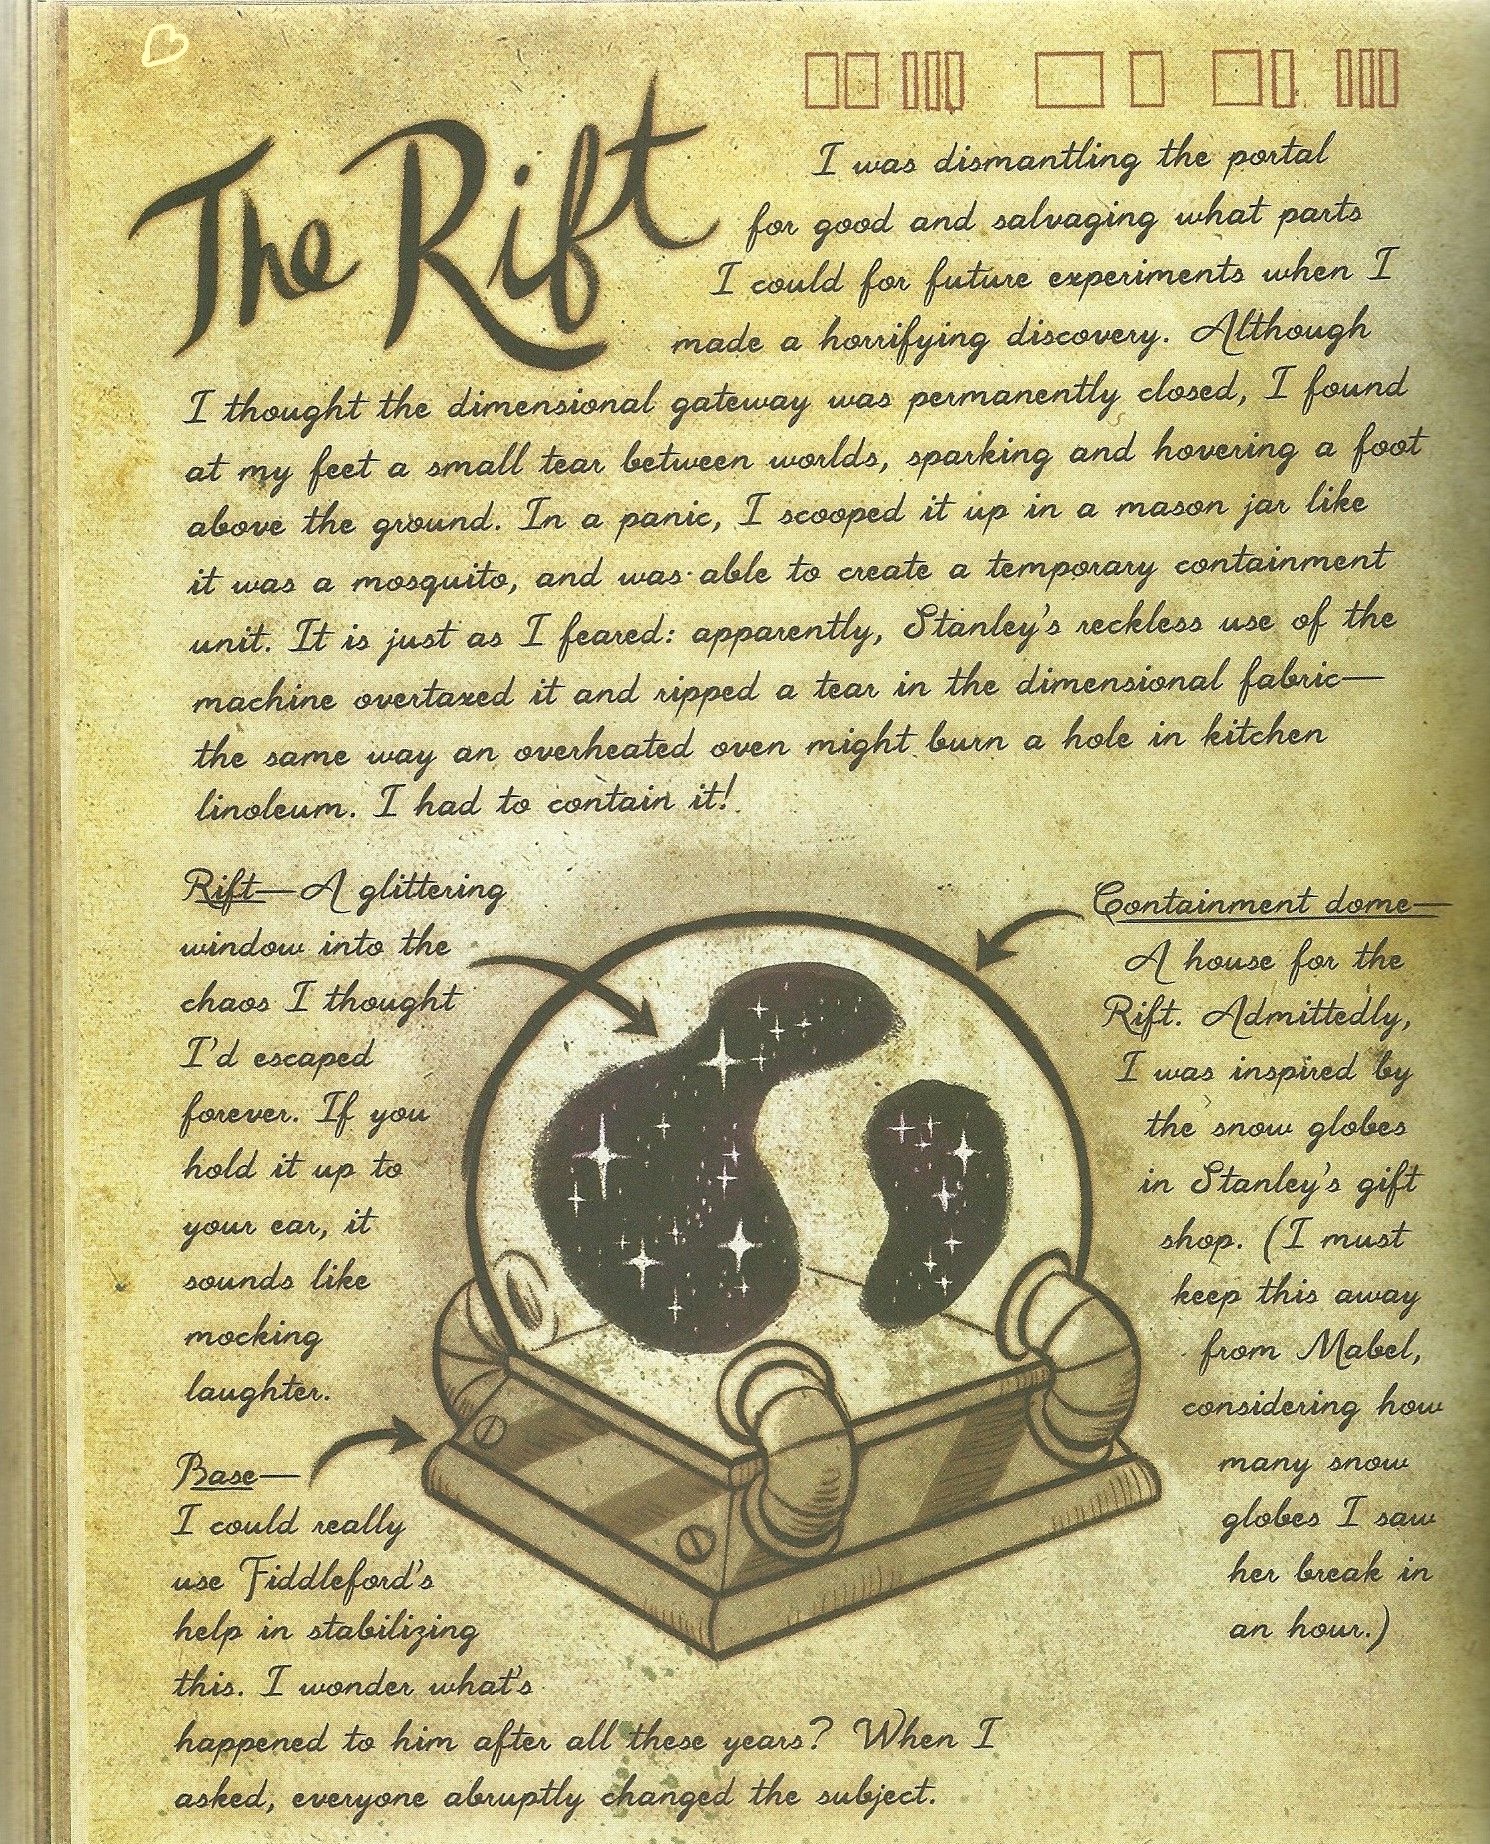 The Rift
I was dismantling the portal
for good and salvaging what parts
I could for future experiments when I
made a horrifying discovery. Although
I thought the dimensional gateway was permanently closed, I found
at my feet a small tear between worlds, sparking and hovering a foot
above the ground. In a panic, I scooped it up in a mason jar like
it was a mosquito, and was able to create a temporary containment
unit. It is just as I feared: apparently, Stanley's reckless use of the
machine overtaxed it and ripped a tear in the dimensional fabric—
the same way an overheated oven might burn a hole in kitchen
linoleum. I had to contain it!
Rift—A glittering
window into the
chaos I thought
I'd escaped
forever. If you
hold it up to
your ear, it
sounds like
mocking
laughter.
Containment dome—
A house for the
Rift. Admittedly,
I was inspired by
the snow globes
in Stanley's gift
shop. (I must
keep this away
from Mabel,
considering how
many snow
globes I saw
her break in
an hour.)
Base—
I could really
use Fiddleford's
help in stabilizing
this. I wonder what's
happened to him after all these years? When I
asked, everyone abruptly changed the subject.